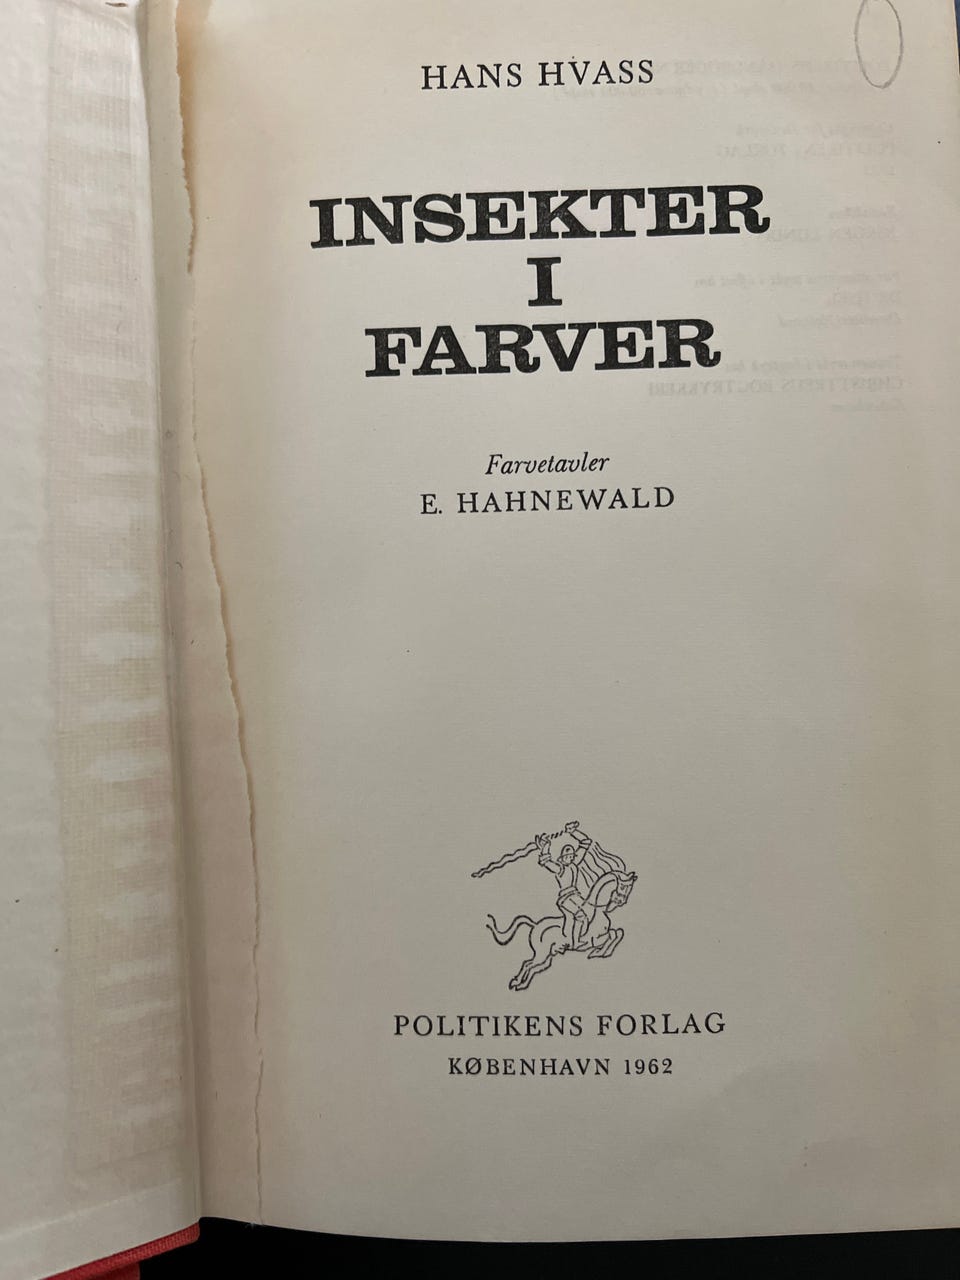 HANS HVASS
INSEKTER
I
FARVER
Farvetavler
E. HAHNEWALD
POLITIKENS FORLAG
KØBENHAVN 1962